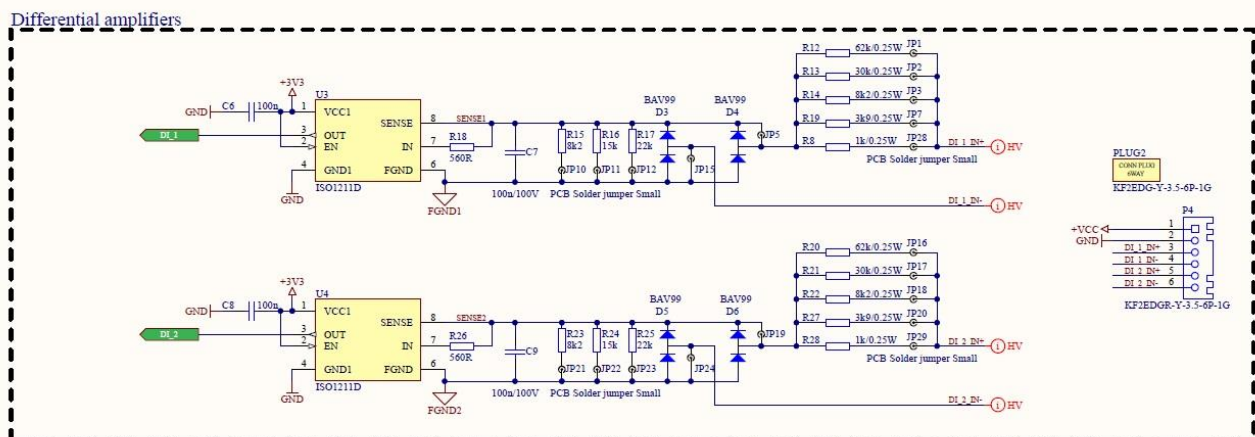 Differential amplifiers
R12 62k/0.25W JP1
R13 30k/0.25W JP2
R14 8k2/0.25W JP3
R19 3k9/0.25W JP7
R8 1k/0.25W JP28
PCB Solder jumper Small
+3V3
U3
GND C6 100n
1 VCC1
DI_1
3 OUT
2 EN
4 GND1
GND
ISO1211D
SENSE 8 SENSE1
IN 7 R18
560R
FGND 6
FGND1
C7
100n/100V
R15 R16 R17
8k2 15k 22k
JP10 JP11 JP12
PCB Solder jumper Small
BAV99 BAV99
D3 D4
JP5
JP15
DI_1_IN+ i HV
DI_1_IN- i HV
PLUG2
CONN PLUG
6WAY
KF2EDG-Y-3.5-6P-1G
P4
+VCC 1
GND 2
DI_1_IN+ 3
DI_1_IN- 4
DI_2_IN+ 5
DI_2_IN- 6
KF2EDGR-Y-3.5-6P-1G
R20 62k/0.25W JP16
R21 30k/0.25W JP17
R22 8k2/0.25W JP18
R27 3k9/0.25W JP20
R28 1k/0.25W JP29
PCB Solder jumper Small
+3V3
U4
GND C8 100n
1 VCC1
DI_2
3 OUT
2 EN
4 GND1
GND
ISO1211D
SENSE 8 SENSE2
IN 7 R26
560R
FGND 6
FGND2
C9
100n/100V
R23 R24 R25
8k2 15k 22k
JP21 JP22 JP23
PCB Solder jumper Small
BAV99 BAV99
D5 D6
JP19
JP24
DI_2_IN+ i HV
DI_2_IN- i HV